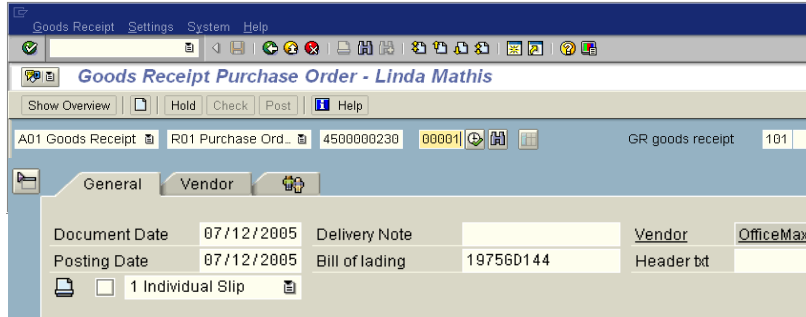 Goods Receipt Settings System Help
Goods Receipt Purchase Order - Linda Mathis
Show Overview Hold Check Post Help
A01 Goods Receipt R01 Purchase Ord… 4500000230 00001 GR goods receipt 101
General Vendor
Document Date 07/12/2005 Delivery Note Vendor OfficeMax
Posting Date 07/12/2005 Bill of lading 1975GD144 Header txt
1 Individual Slip